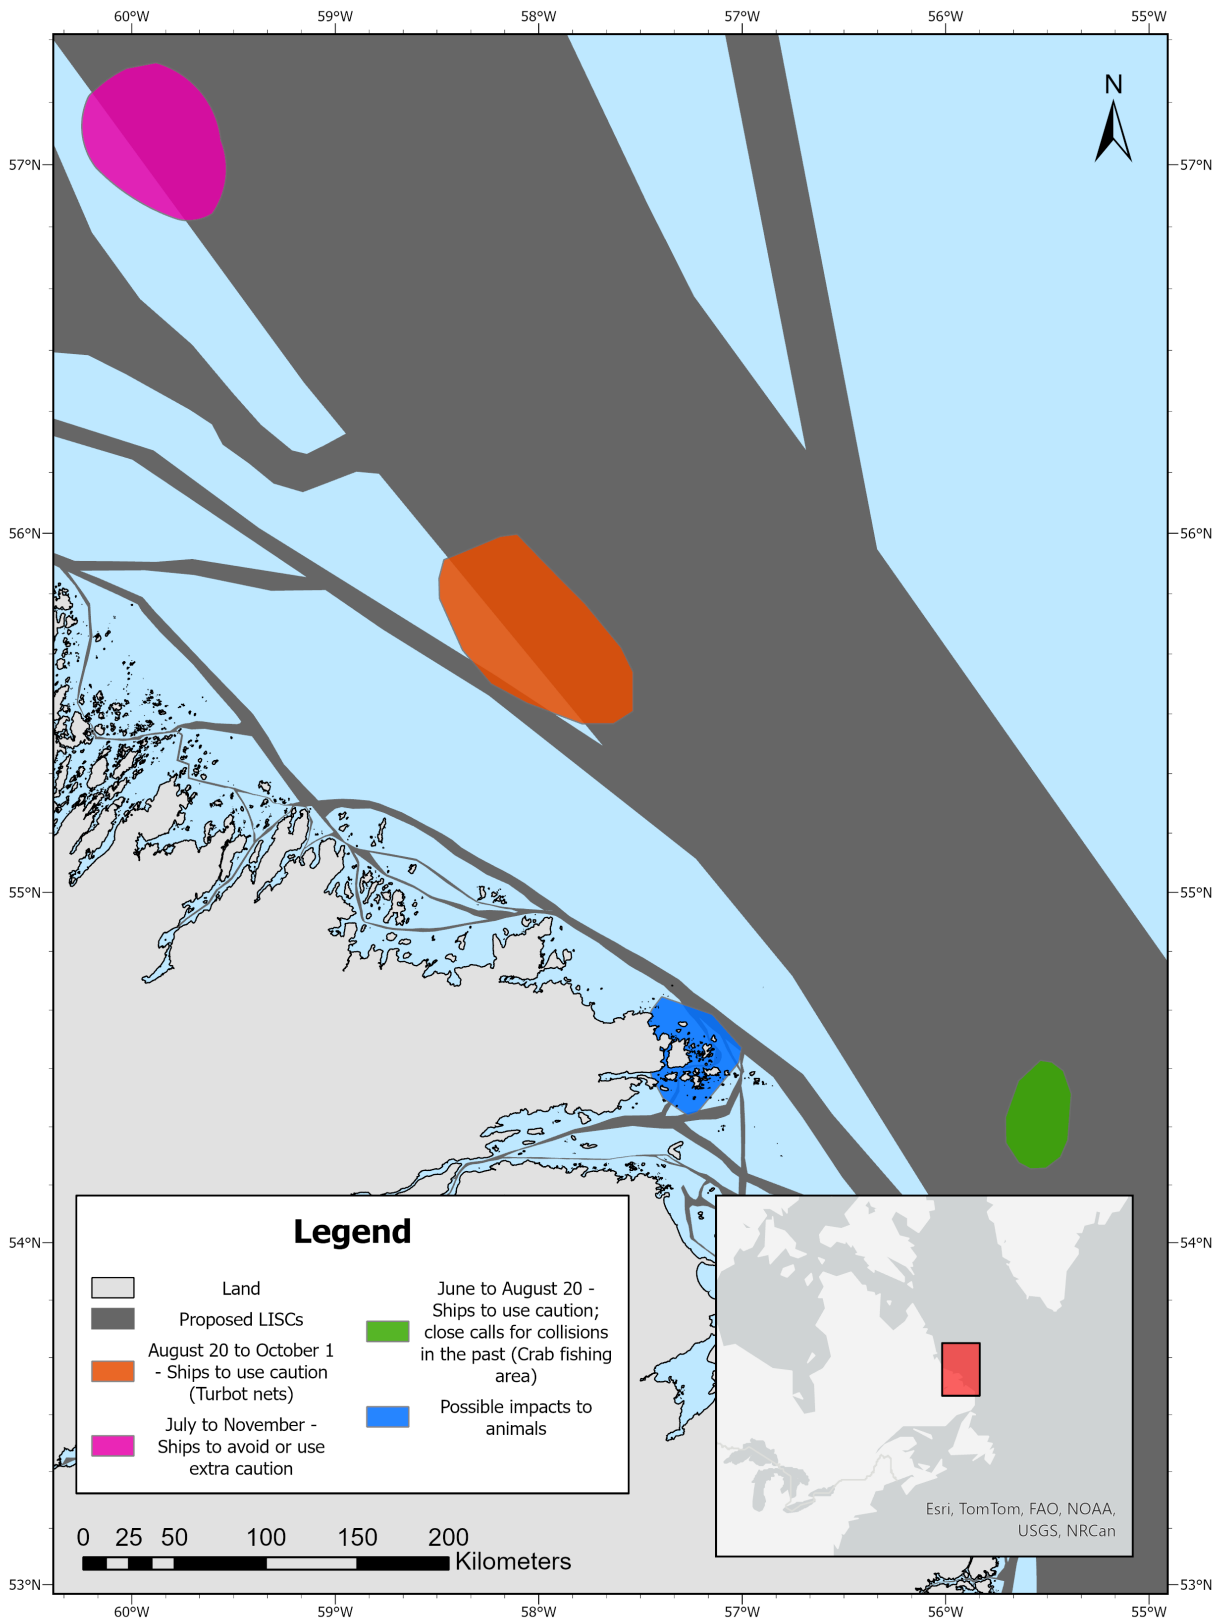 60°W 59°W 58°W 57°W 56°W 55°W
N
57°N 57°N
56°N 56°N
55°N 55°N
54°N 54°N
53°N 53°N
Legend
Land
Proposed LISCs
August 20 to October 1
- Ships to use caution
(Turbot nets)
July to November -
Ships to avoid or use
extra caution
June to August 20 -
Ships to use caution;
close calls for collisions
in the past (Crab fishing
area)
Possible impacts to
animals
Esri, TomTom, FAO, NOAA,
USGS, NRCan
0 25 50 100 150 200
Kilometers
60°W 59°W 58°W 57°W 56°W 55°W